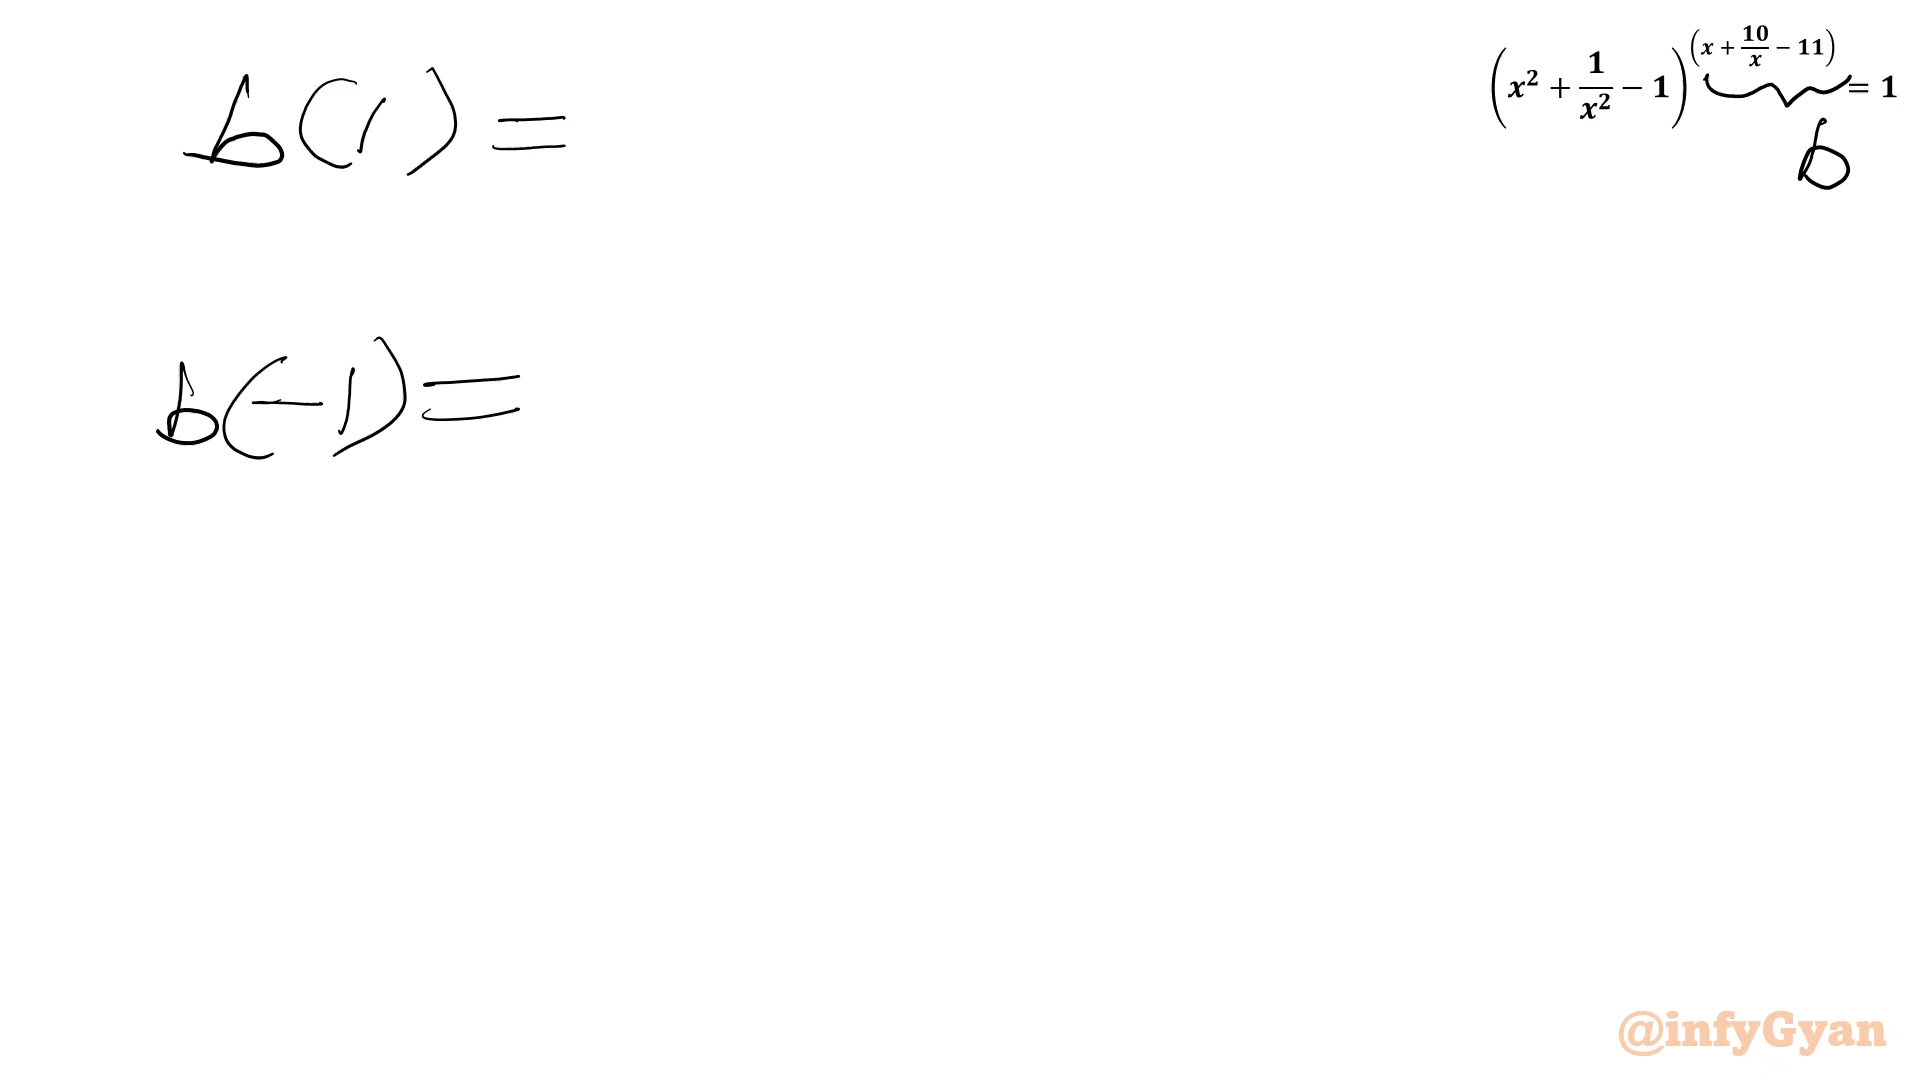 b(1) =
(x² + 1/x² − 1)^(x + 10/x − 11) = 1
b
b(−1) =
@infyGyan